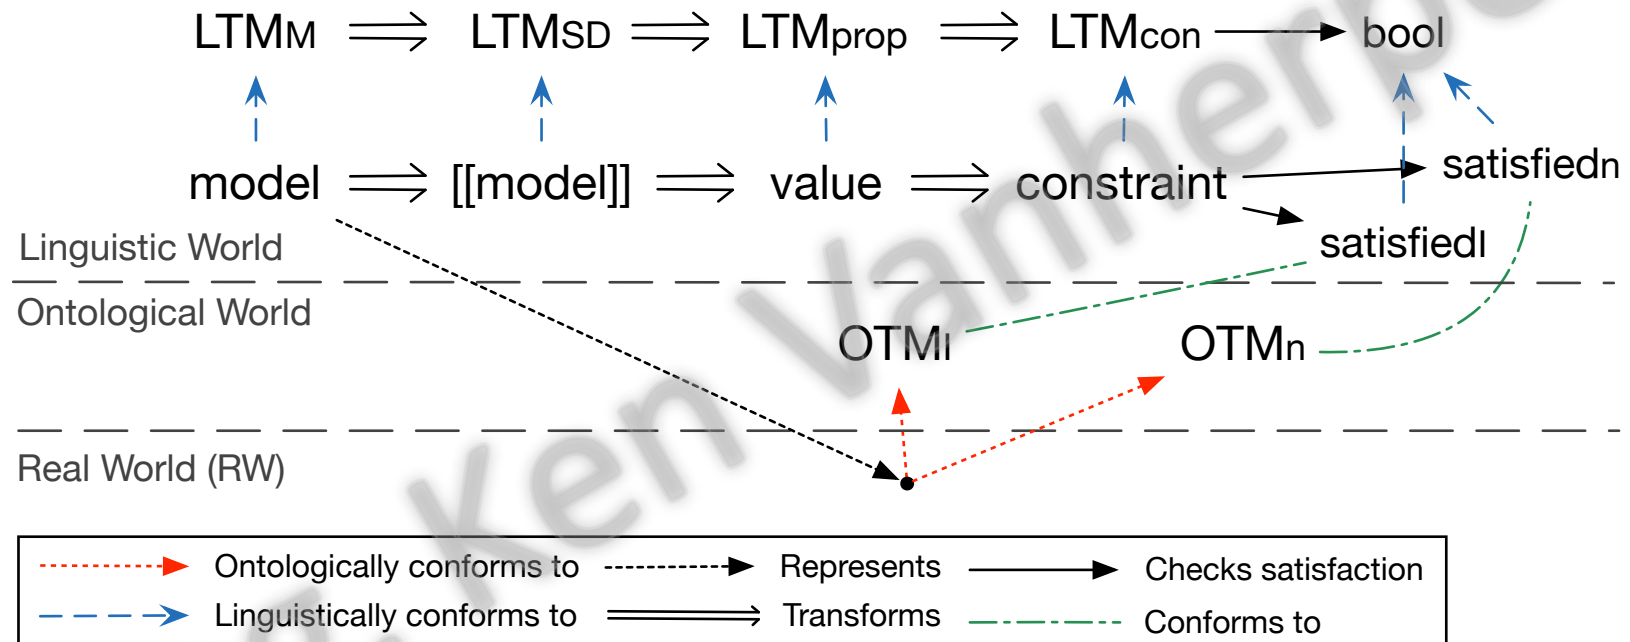 LTMM LTMSD LTMprop LTMcon bool
model [[model]] value constraint satisfiedn
satisfiedl
Linguistic World
Ontological World
OTMl OTMn
Real World (RW)
Ontologically conforms to Represents Checks satisfaction
Linguistically conforms to Transforms Conforms to
Ken Vanherp